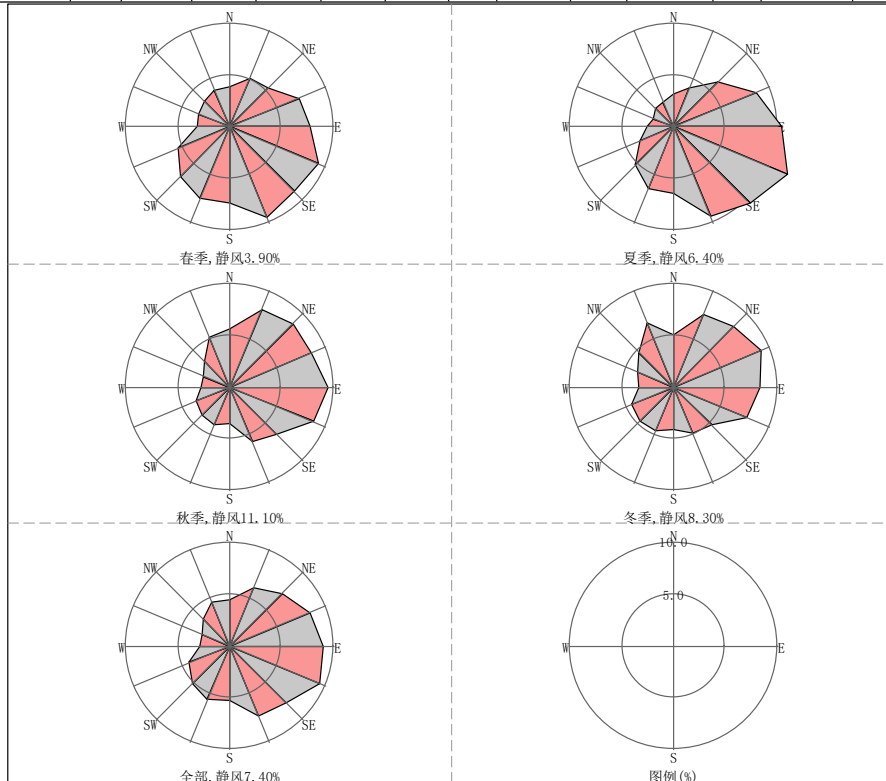 N
NW NE
W E
SW SE
S
春季,静风3.90%
N
NW NE
W E
SW SE
S
夏季,静风6.40%
N
NW NE
W E
SW SE
S
秋季,静风11.10%
N
NW NE
W E
SW SE
S
冬季,静风8.30%
N
NW NE
W E
SW SE
S
全部,静风7.40%
N
10.0
5.0
W E
S
图例(%)